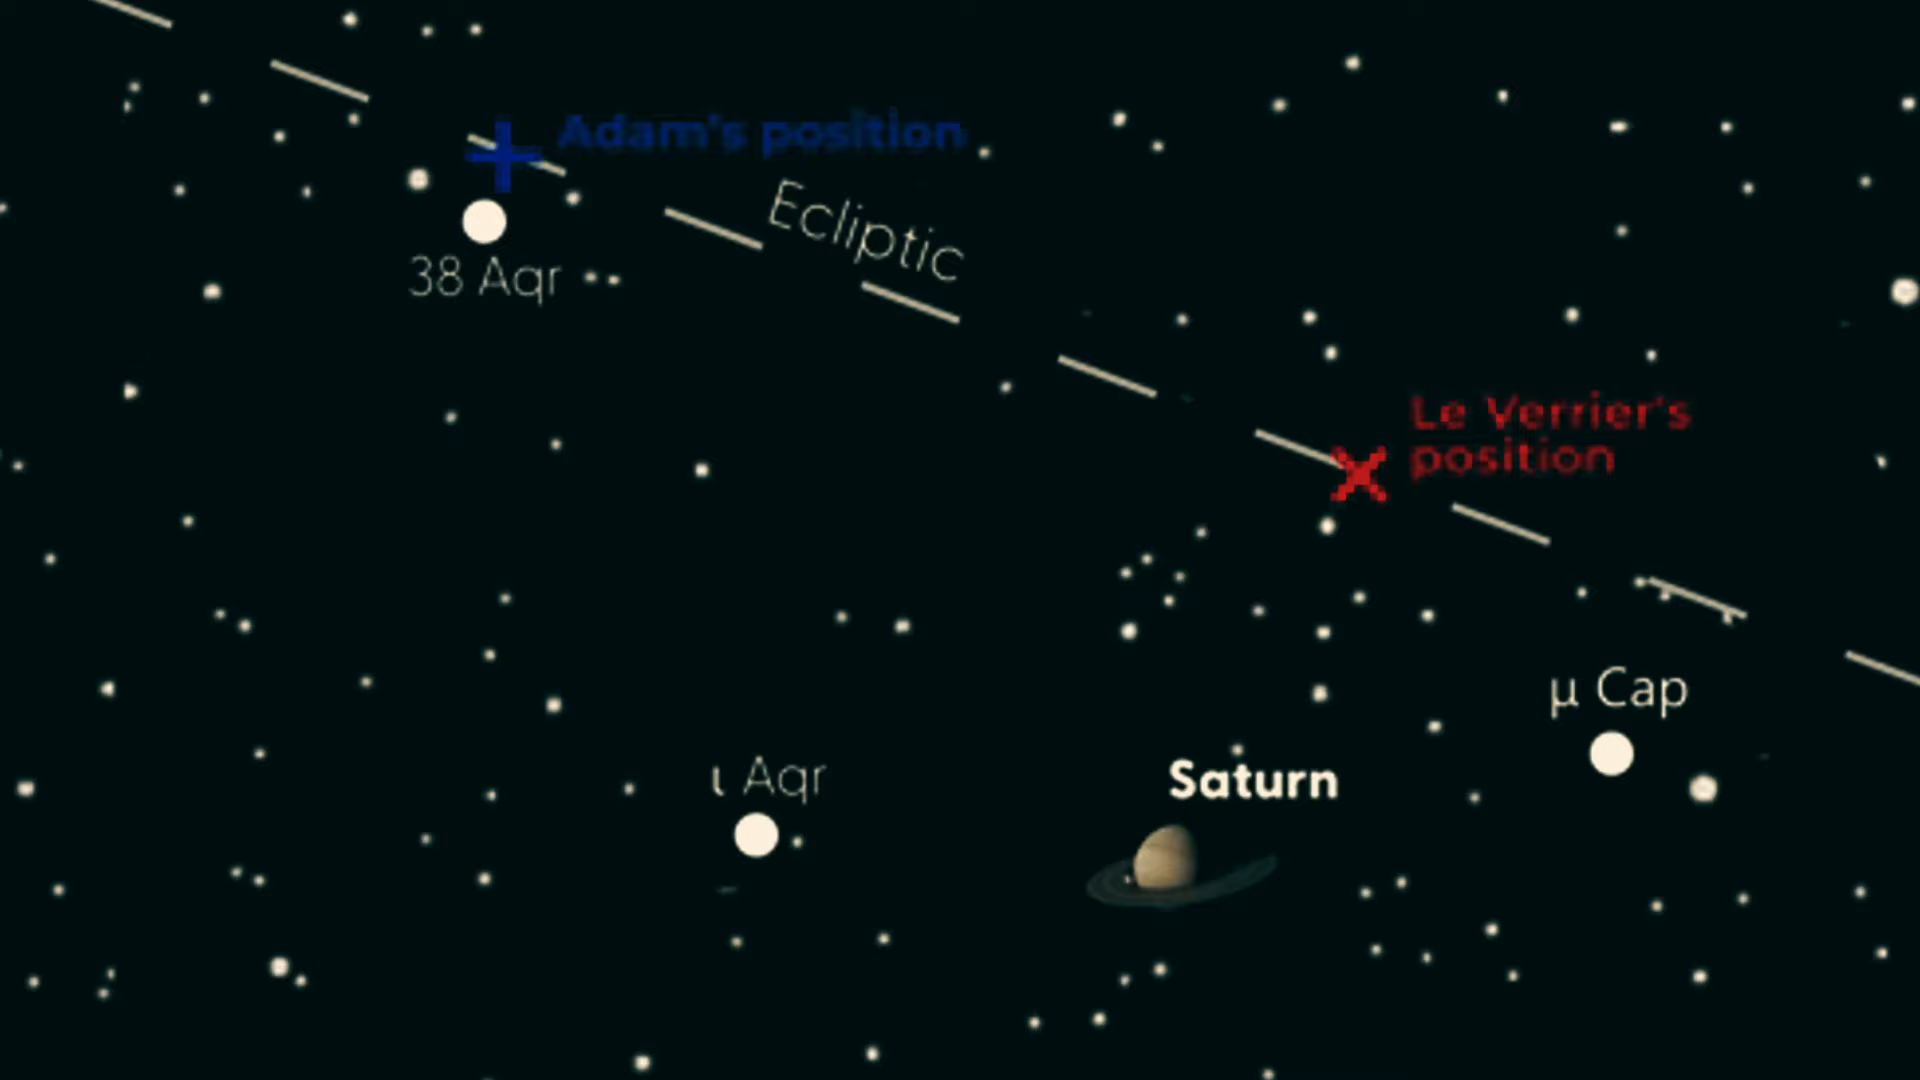 Adam's position
Ecliptic
38 Aqr
Le Verrier's
position
μ Cap
ι Aqr
Saturn